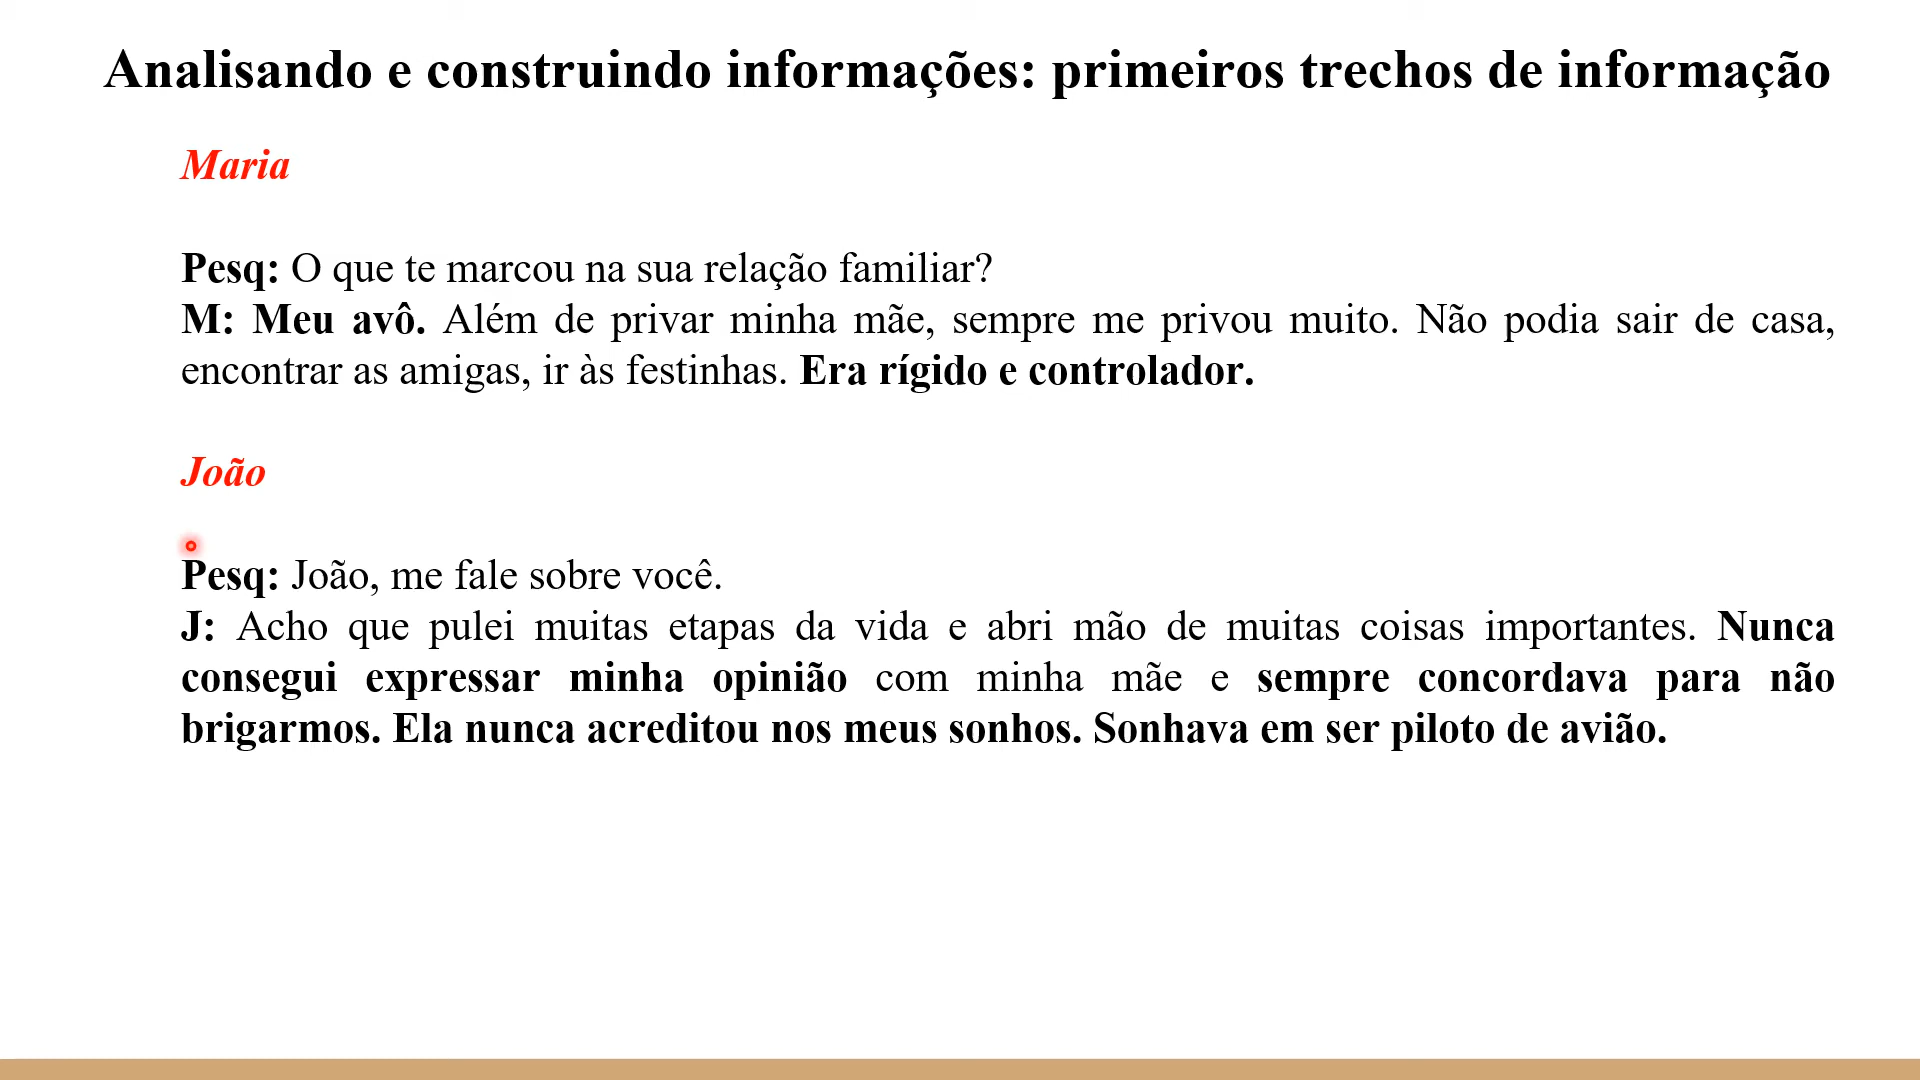 Analisando e construindo informações: primeiros trechos de informação
Maria
Pesq: O que te marcou na sua relação familiar?
M: Meu avô. Além de privar minha mãe, sempre me privou muito. Não podia sair de casa,
encontrar as amigas, ir às festinhas. Era rígido e controlador.
João
Pesq: João, me fale sobre você.
J: Acho que pulei muitas etapas da vida e abri mão de muitas coisas importantes. Nunca
consegui expressar minha opinião com minha mãe e sempre concordava para não
brigarmos. Ela nunca acreditou nos meus sonhos. Sonhava em ser piloto de avião.